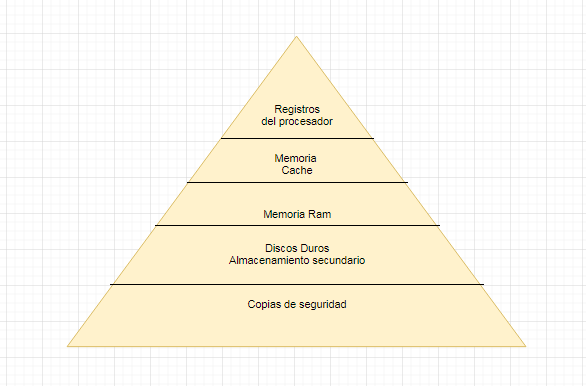 Registros
del procesador
Memoria
Cache
Memoria Ram
Discos Duros
Almacenamiento secundario
Copias de seguridad